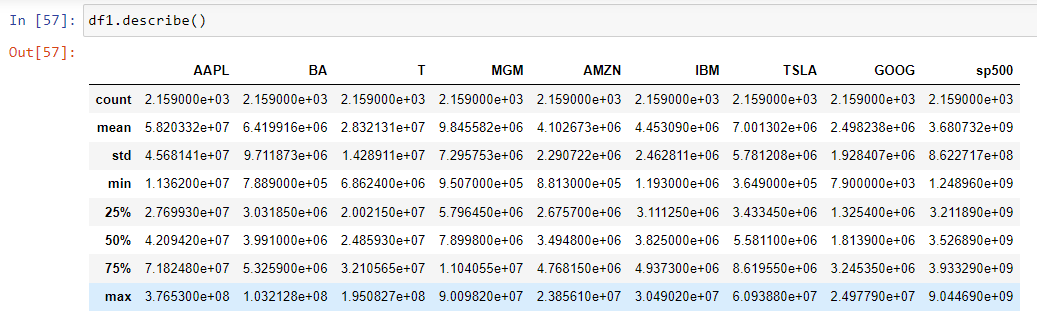 In [57]: df1.describe()
Out[57]:
AAPL BA T MGM AMZN IBM TSLA GOOG sp500
count 2.159000e+03 2.159000e+03 2.159000e+03 2.159000e+03 2.159000e+03 2.159000e+03 2.159000e+03 2.159000e+03 2.159000e+03
mean 5.820332e+07 6.419916e+06 2.832131e+07 9.845582e+06 4.102673e+06 4.453090e+06 7.001302e+06 2.498238e+06 3.680732e+09
std 4.568141e+07 9.711873e+06 1.428911e+07 7.295753e+06 2.290722e+06 2.462811e+06 5.781208e+06 1.928407e+06 8.622717e+08
min 1.136200e+07 7.889000e+05 6.862400e+06 9.507000e+05 8.813000e+05 1.193000e+06 3.649000e+05 7.900000e+03 1.248960e+09
25% 2.769930e+07 3.031850e+06 2.002150e+07 5.796450e+06 2.675700e+06 3.111250e+06 3.433450e+06 1.325400e+06 3.211890e+09
50% 4.209420e+07 3.991000e+06 2.485930e+07 7.899800e+06 3.494800e+06 3.825000e+06 5.581100e+06 1.813900e+06 3.526890e+09
75% 7.182480e+07 5.325900e+06 3.210565e+07 1.104055e+07 4.768150e+06 4.937300e+06 8.619550e+06 3.245350e+06 3.933290e+09
max 3.765300e+08 1.032128e+08 1.950827e+08 9.009820e+07 2.385610e+07 3.049020e+07 6.093880e+07 2.497790e+07 9.044690e+09